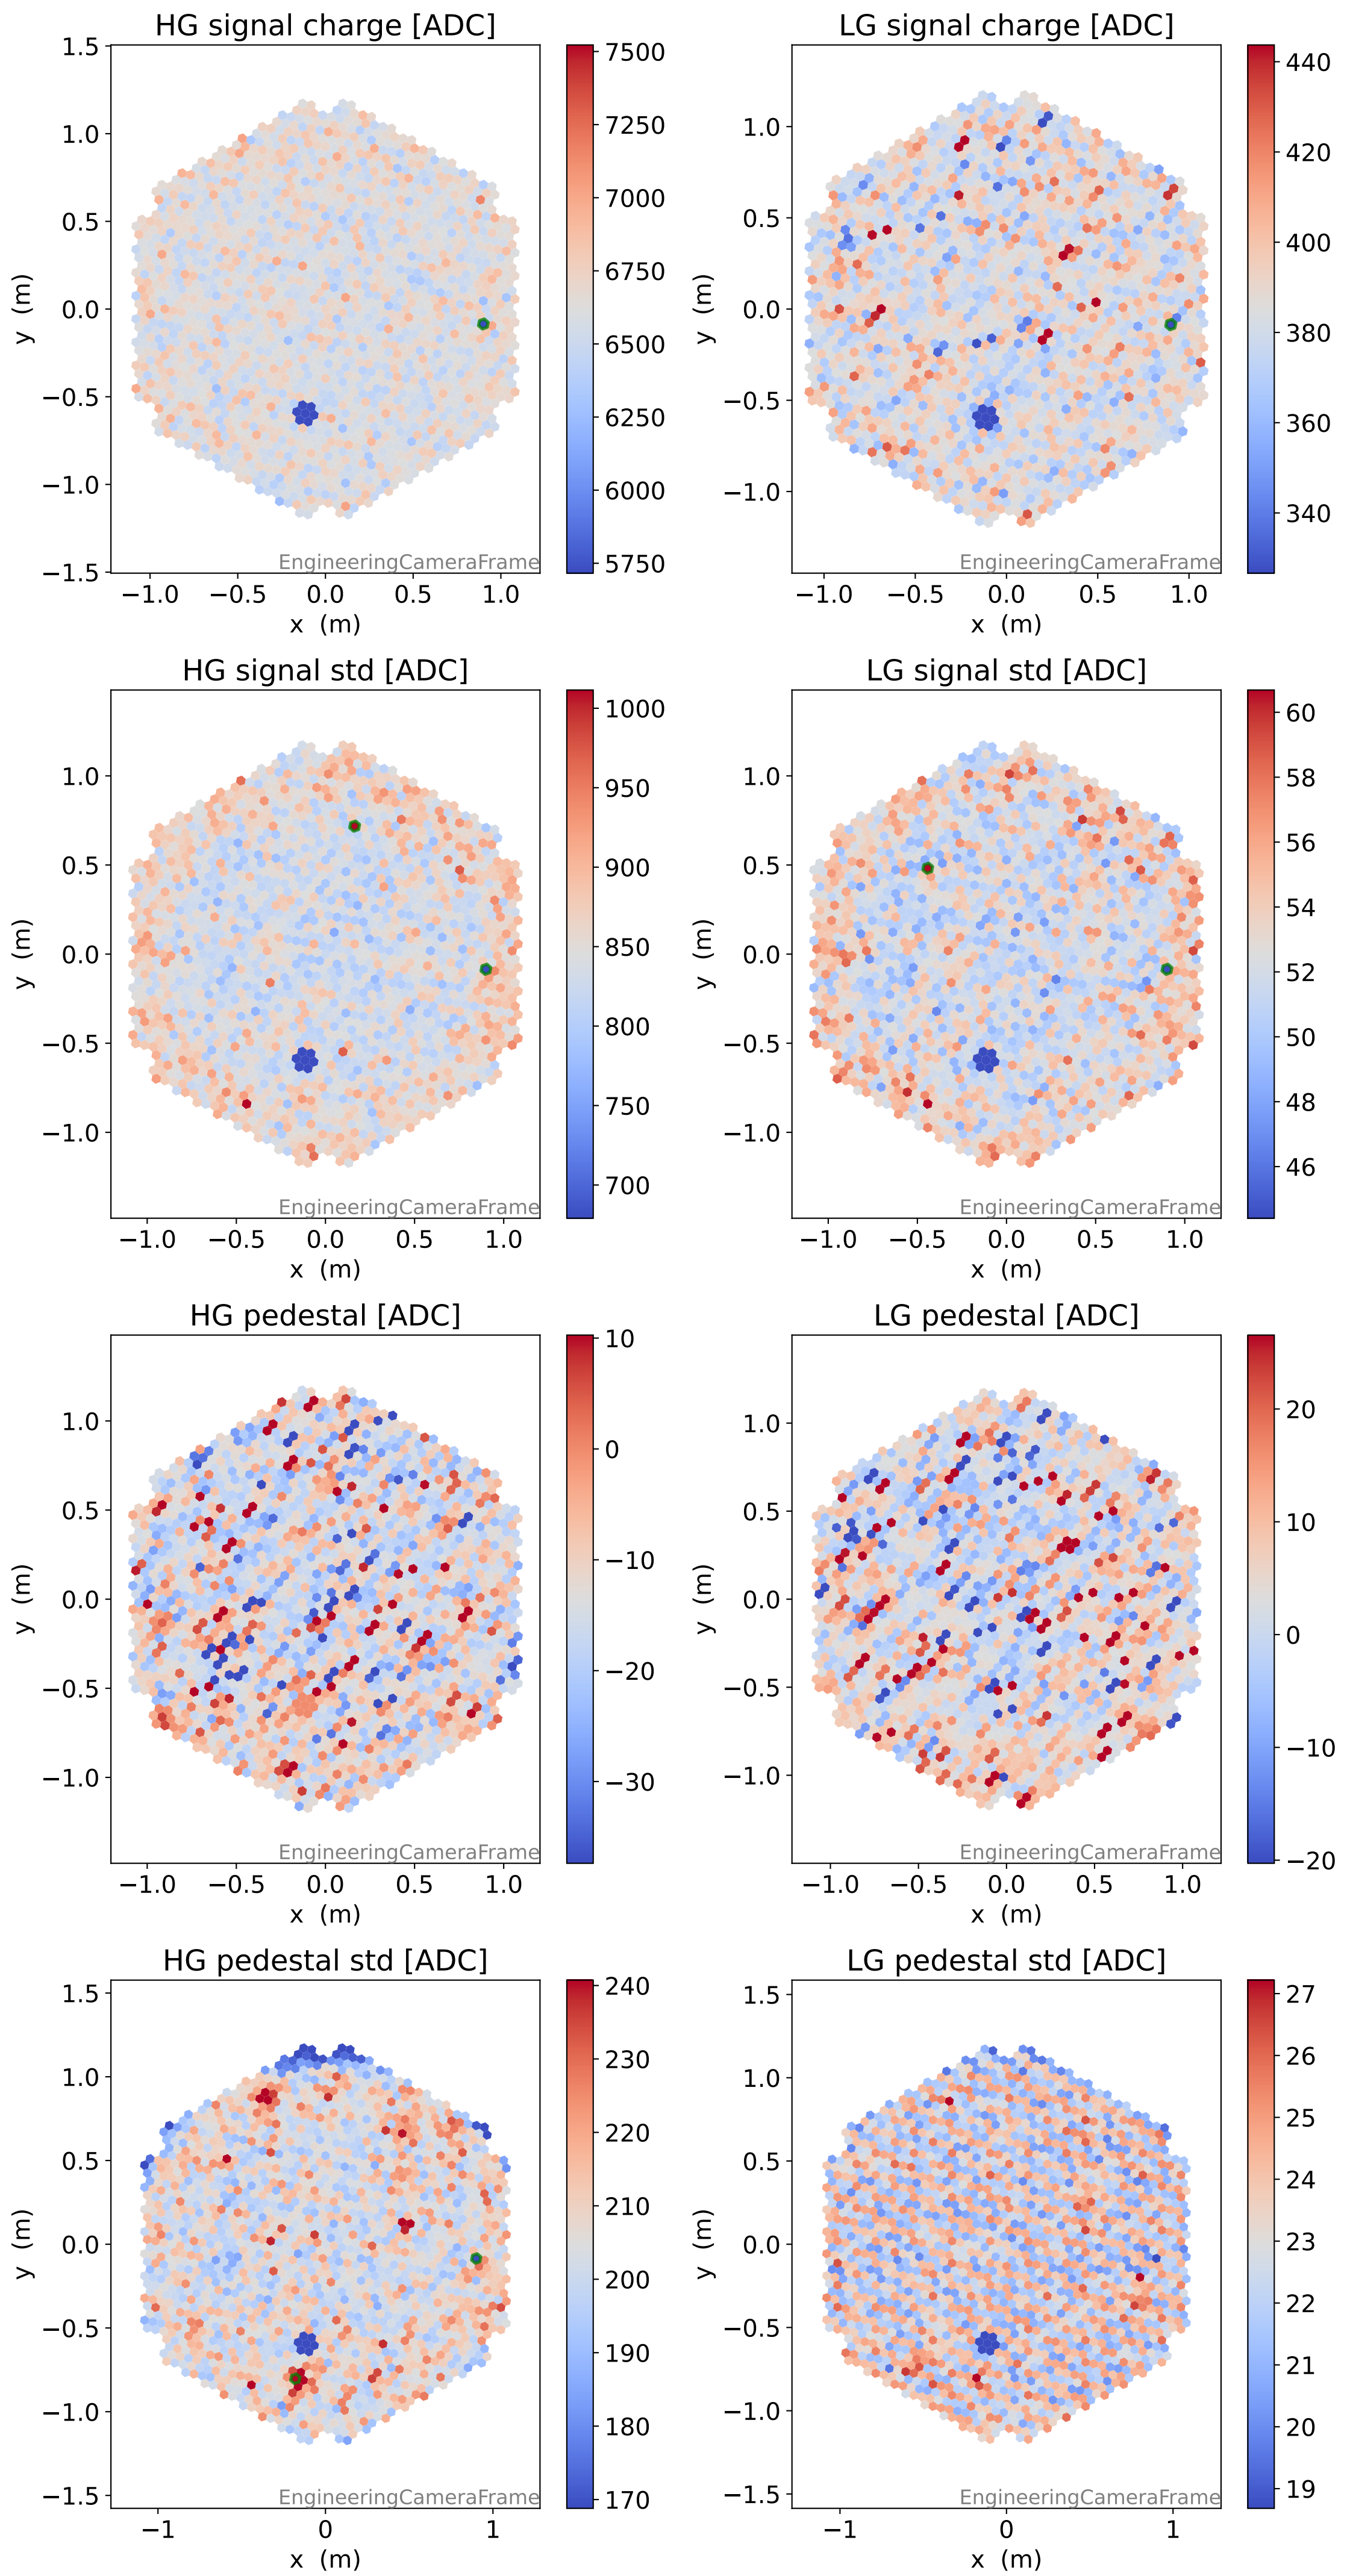 HG signal charge [ADC]
1.5
1.0
0.5
0.0
−0.5
−1.0
−1.5
y (m)
−1.0 −0.5 0.0 0.5 1.0
x (m)
EngineeringCameraFrame
7500
7250
7000
6750
6500
6250
6000
5750
LG signal charge [ADC]
1.0
0.5
0.0
−0.5
−1.0
y (m)
−1.0 −0.5 0.0 0.5 1.0
x (m)
EngineeringCameraFrame
440
420
400
380
360
340
HG signal std [ADC]
1.0
0.5
0.0
−0.5
−1.0
y (m)
−1.0 −0.5 0.0 0.5 1.0
x (m)
EngineeringCameraFrame
1000
950
900
850
800
750
700
LG signal std [ADC]
1.0
0.5
0.0
−0.5
−1.0
y (m)
−1.0 −0.5 0.0 0.5 1.0
x (m)
EngineeringCameraFrame
60
58
56
54
52
50
48
46
HG pedestal [ADC]
1.0
0.5
0.0
−0.5
−1.0
y (m)
−1.0 −0.5 0.0 0.5 1.0
x (m)
EngineeringCameraFrame
10
0
−10
−20
−30
LG pedestal [ADC]
1.0
0.5
0.0
−0.5
−1.0
y (m)
−1.0 −0.5 0.0 0.5 1.0
x (m)
EngineeringCameraFrame
20
10
0
−10
−20
HG pedestal std [ADC]
1.5
1.0
0.5
0.0
−0.5
−1.0
−1.5
y (m)
−1 0 1
x (m)
EngineeringCameraFrame
240
230
220
210
200
190
180
170
LG pedestal std [ADC]
1.5
1.0
0.5
0.0
−0.5
−1.0
−1.5
y (m)
−1 0 1
x (m)
EngineeringCameraFrame
27
26
25
24
23
22
21
20
19